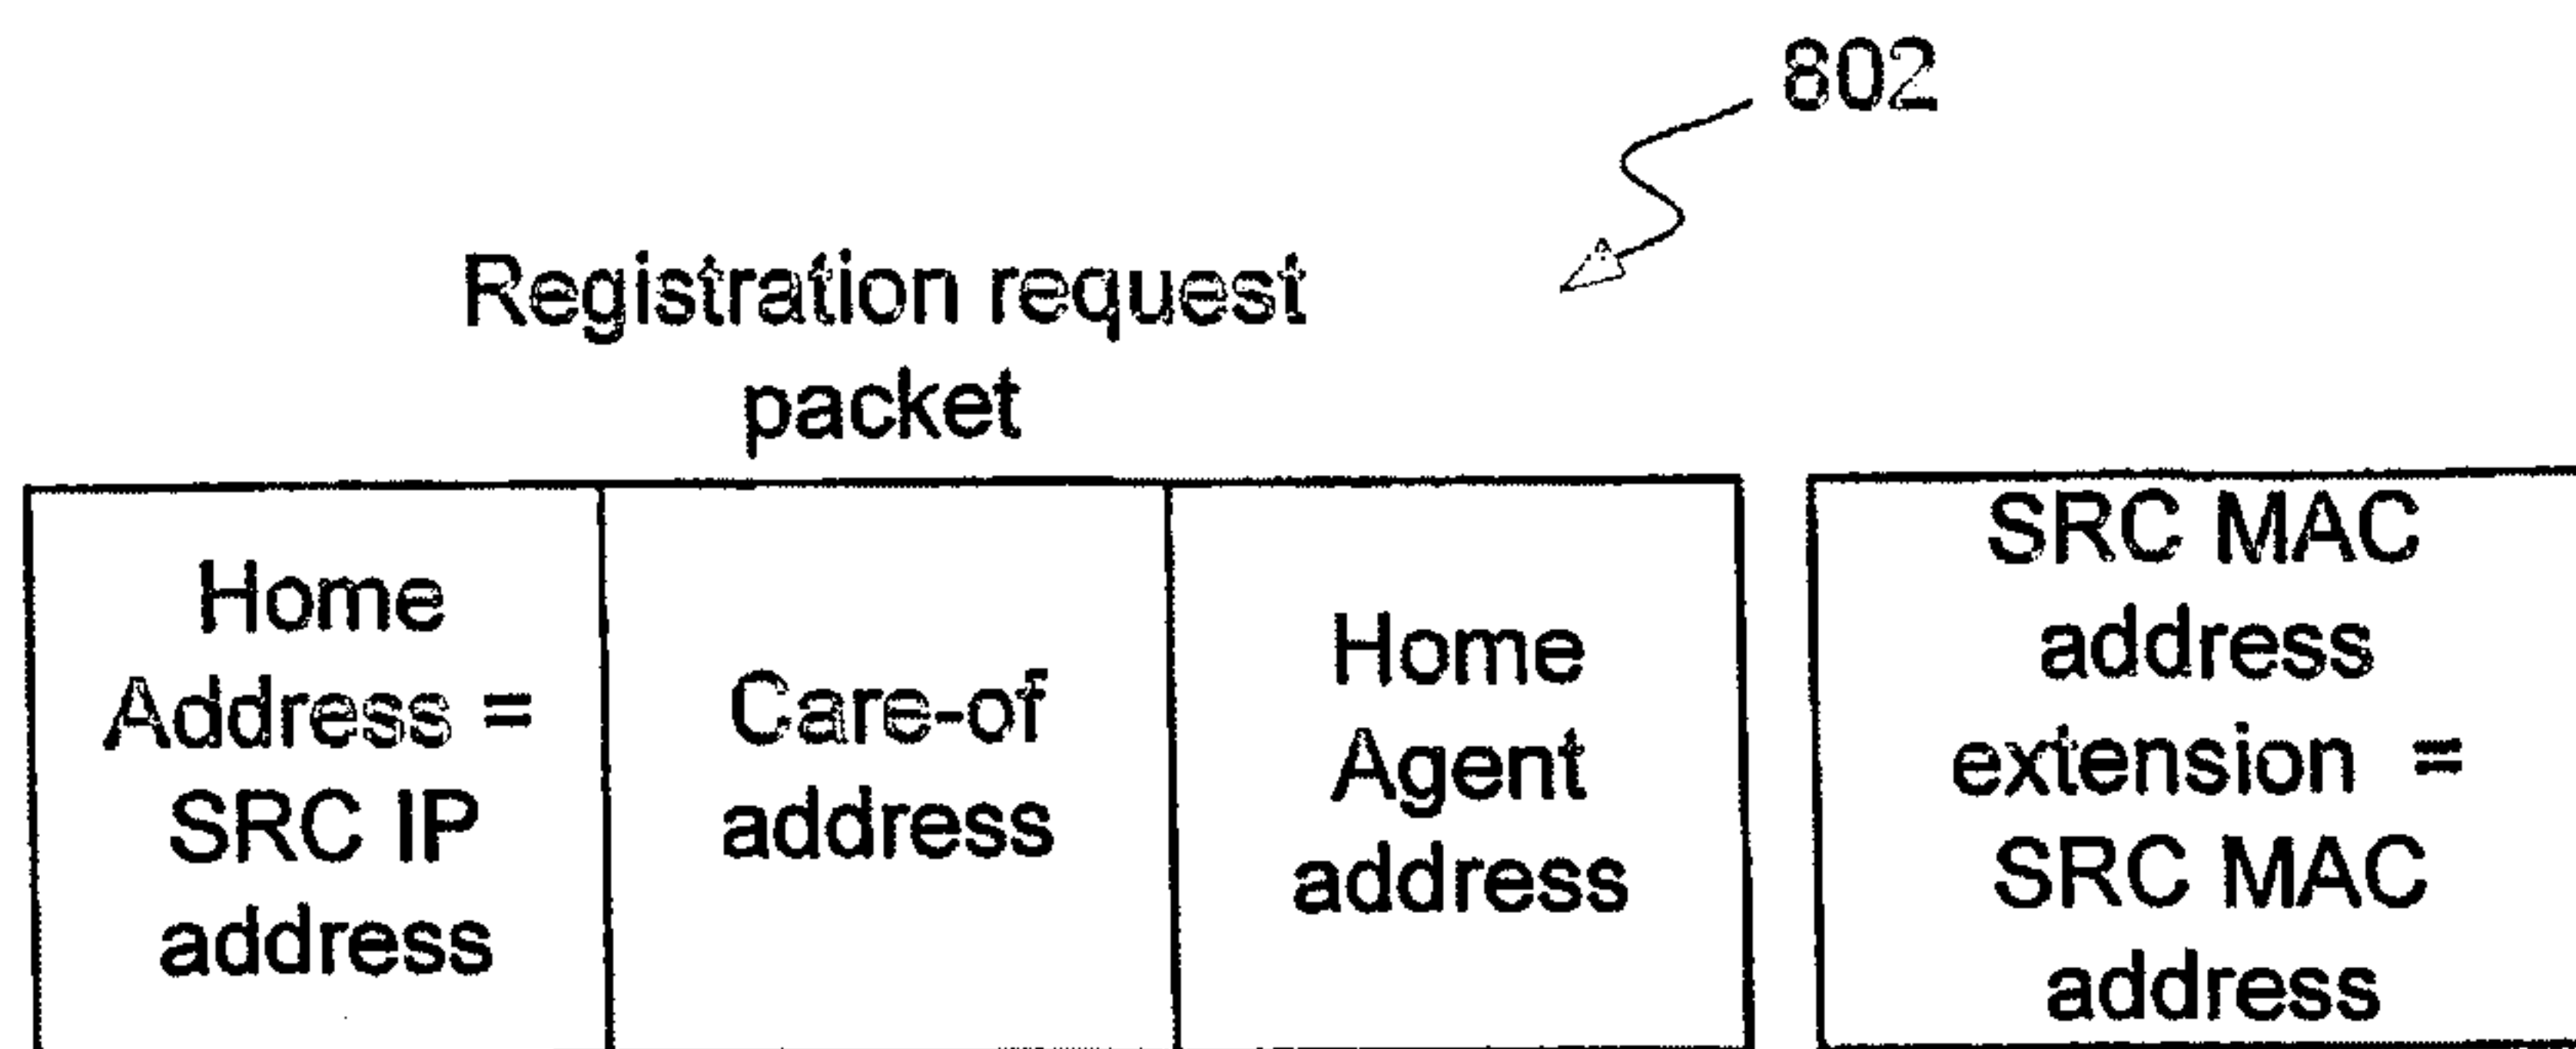 802
Registration request
packet
Home
Address =
SRC IP
address
Care-of
address
Home
Agent
address
SRC MAC
address
extension =
SRC MAC
address